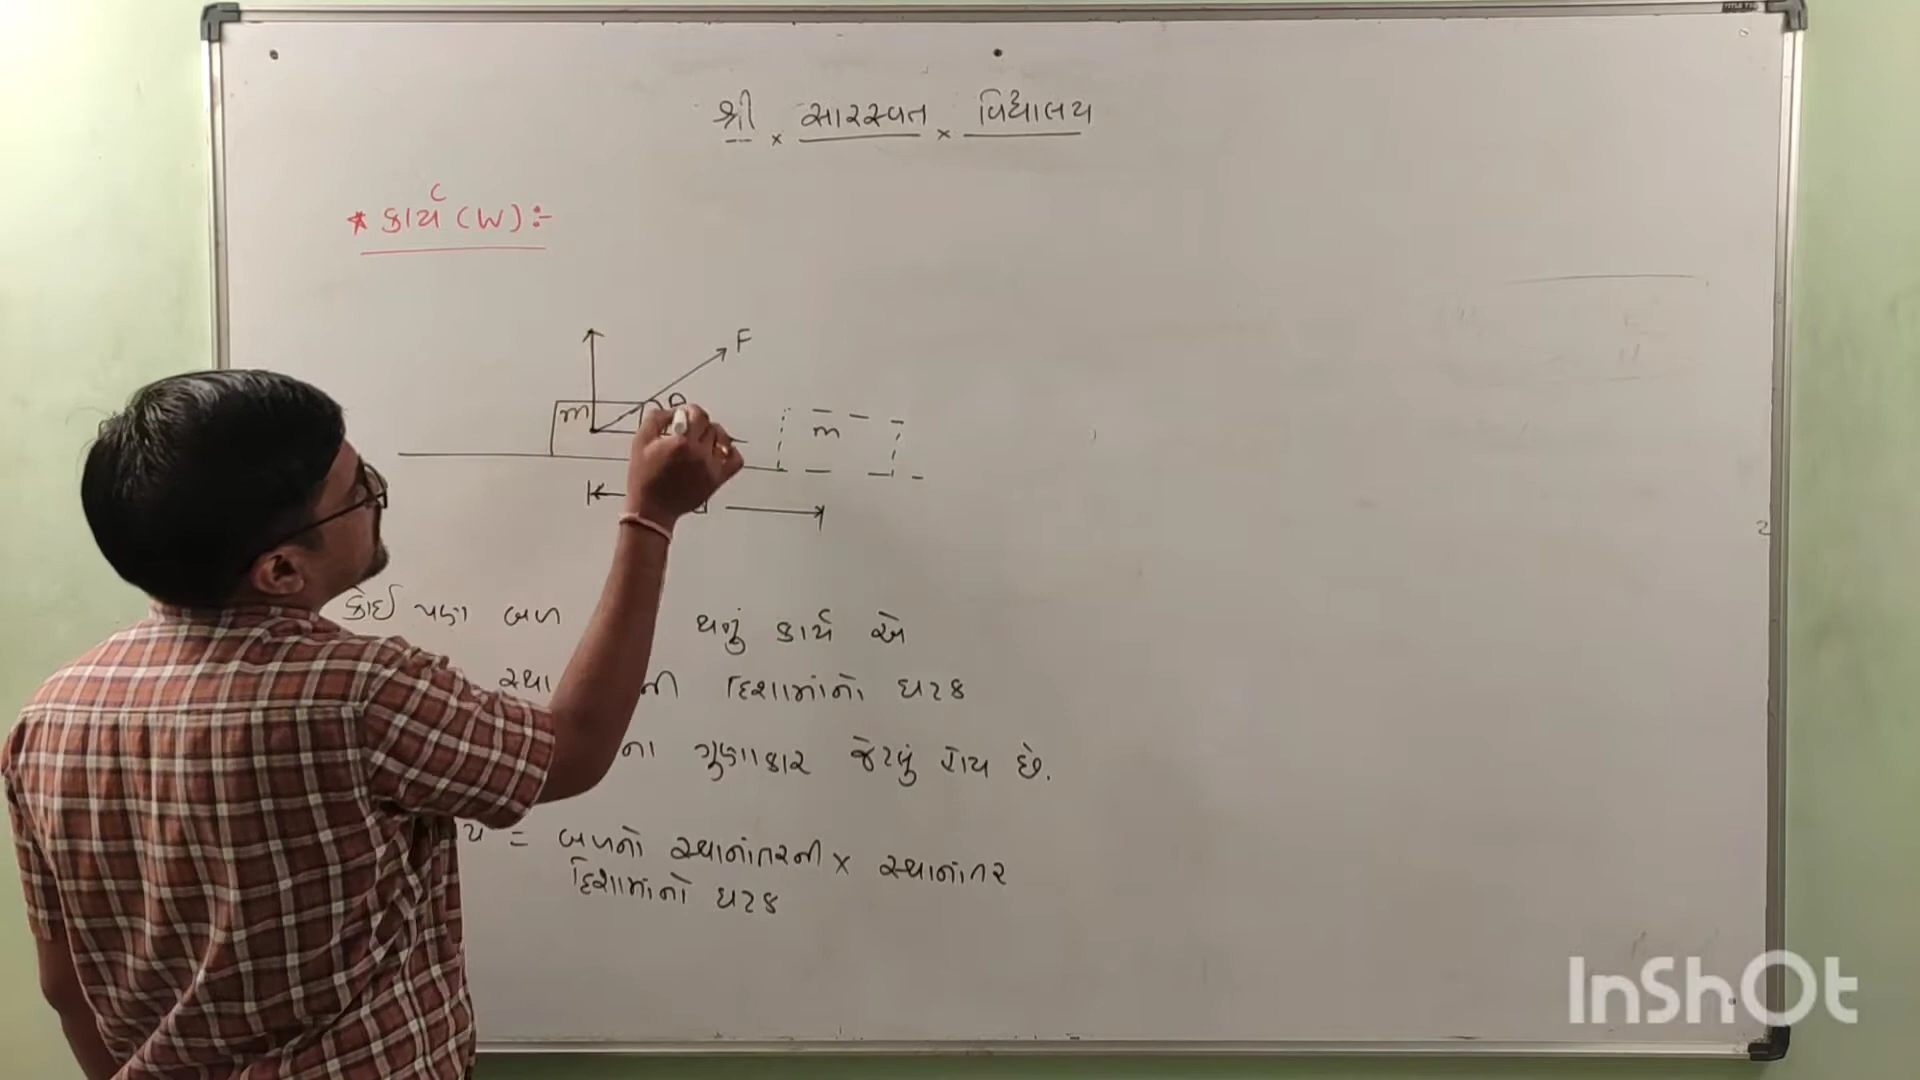 શ્રી × સારસ્વત × વિદ્યાલય
* કાર્ય (W) :-
F
m
m
કોઈ પણ બળ થતું કાર્ય એ
દિશામાંનો ઘટક
ના ગુણાકાર જેટલું હોય છે.
= બળનો સ્થાનાંતરની × સ્થાનાંતર
દિશામાંનો ઘટક
InShOt